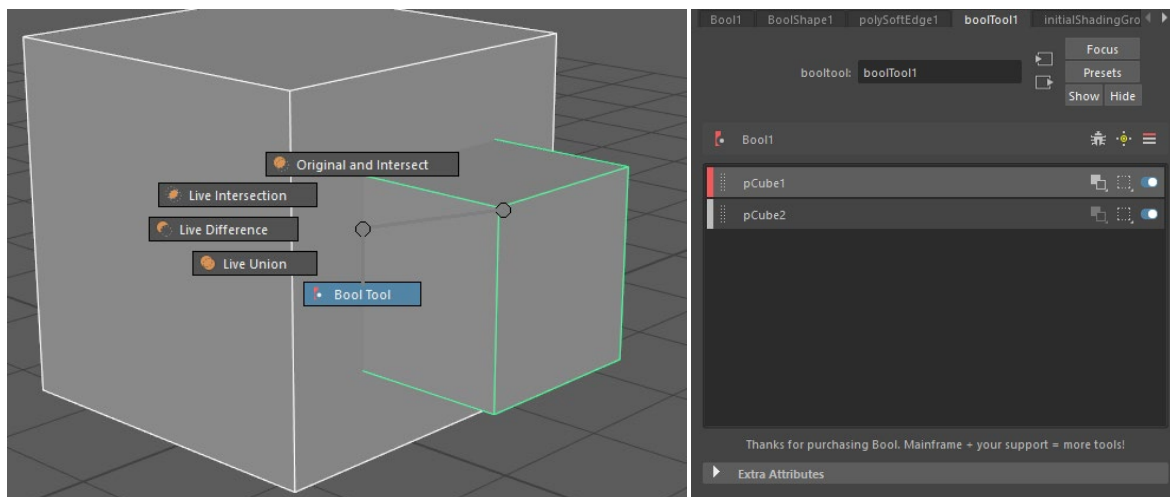 Original and Intersect
Live Intersection
Live Difference
Live Union
Bool Tool
Bool1 BoolShape1 polySoftEdge1 boolTool1 initialShadingGro
booltool: boolTool1
Focus
Presets
Show Hide
Bool1
pCube1
pCube2
Thanks for purchasing Bool. Mainframe + your support = more tools!
Extra Attributes